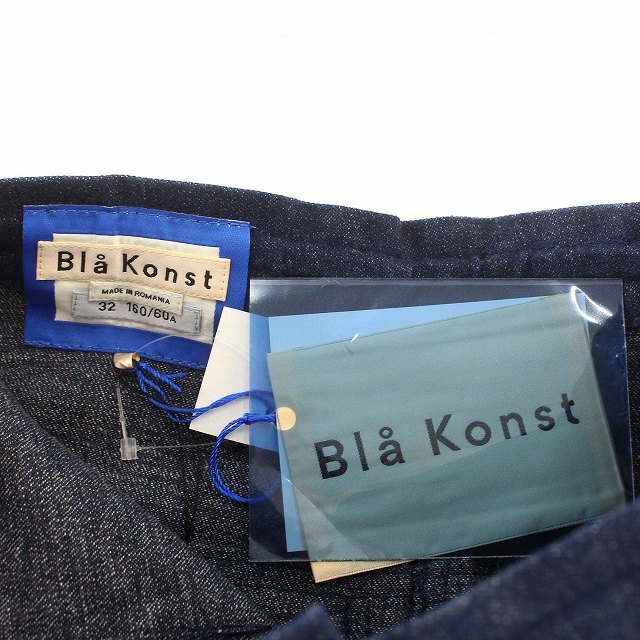 Blå Konst
MADE IN ROMANIA
32 160/60A
Blå Konst